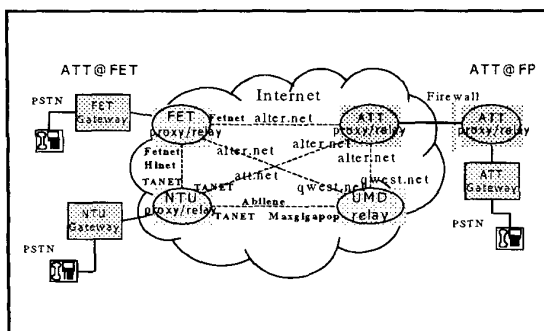 ATT@FET
ATT@FP
Internet
Firewall
PSTN
FET
Gateway
FET
proxy/relay
Fetnet
alter.net
ATT
proxy/relay
ATT
proxy/relay
Fetnet
Hinet
TANET
alter.net
alter.net
alter.net
att.net
TANET
qwest.net
qwest.net
ATT
Gateway
NTU
Gateway
NTU
proxy/relay
Abilene
TANET
Maxgigapop
UMD
relay
PSTN
PSTN